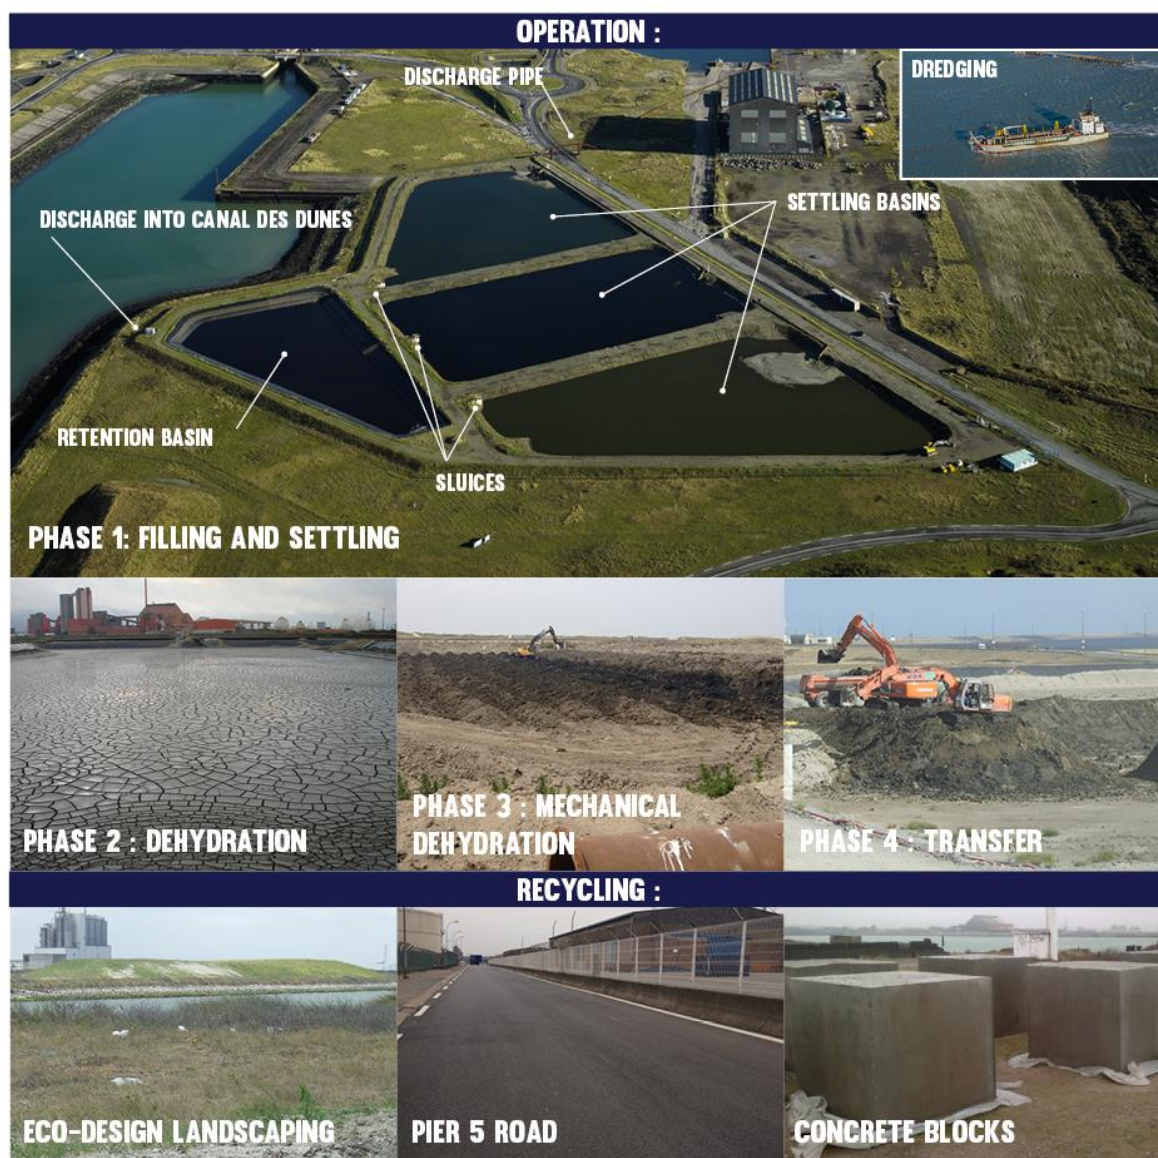 OPERATION :
DISCHARGE PIPE
DREDGING
SETTLING BASINS
DISCHARGE INTO CANAL DES DUNES
RETENTION BASIN
SLUICES
PHASE 1: FILLING AND SETTLING
PHASE 2 : DEHYDRATION
PHASE 3 : MECHANICAL
DEHYDRATION
PHASE 4 : TRANSFER
RECYCLING :
ECO-DESIGN LANDSCAPING
PIER 5 ROAD
CONCRETE BLOCKS